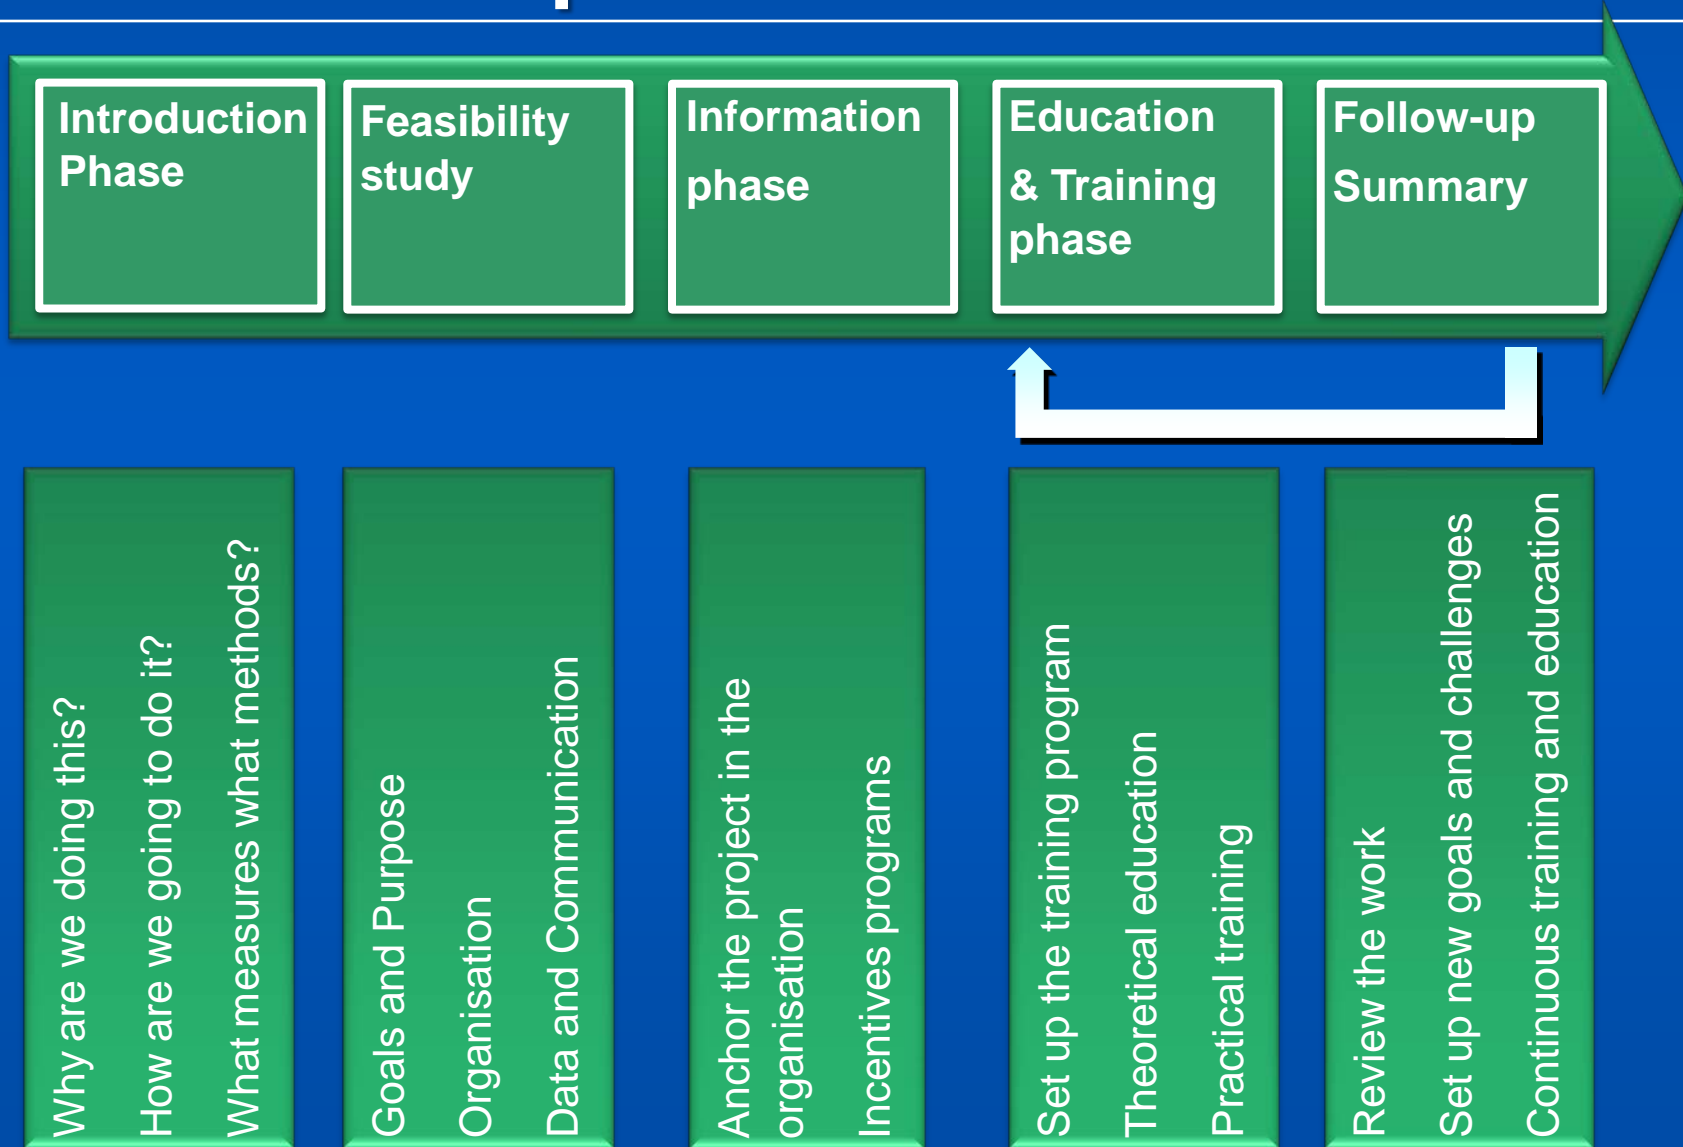 Introduction
Phase
Feasibility
study
Information
phase
Education
& Training
phase
Follow-up
Summary
Why are we doing this?
How are we going to do it?
What measures what methods?
Goals and Purpose
Organisation
Data and Communication
Anchor the project in the
organisation
Incentives programs
Set up the training program
Theoretical education
Practical training
Review the work
Set up new goals and challenges
Continuous training and education